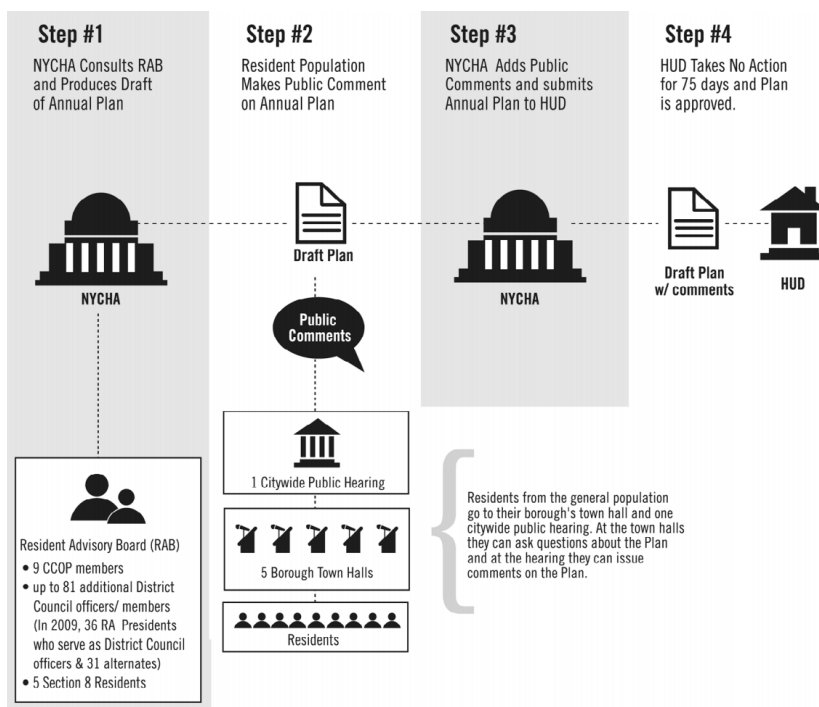 Step #1
NYCHA Consults RAB
and Produces Draft
of Annual Plan
Step #2
Resident Population
Makes Public Comment
on Annual Plan
Step #3
NYCHA Adds Public
Comments and submits
Annual Plan to HUD
Step #4
HUD Takes No Action
for 75 days and Plan
is approved.
NYCHA
Draft Plan
NYCHA
Draft Plan
w/ comments
HUD
Public
Comments
1 Citywide Public Hearing
5 Borough Town Halls
Residents
Resident Advisory Board (RAB)
• 9 CCOP members
• up to 81 additional District
Council officers/ members
(In 2009, 36 RA Presidents
who serve as District Council
officers & 31 alternates)
• 5 Section 8 Residents
Residents from the general population
go to their borough's town hall and one
citywide public hearing. At the town halls
they can ask questions about the Plan
and at the hearing they can issue
comments on the Plan.